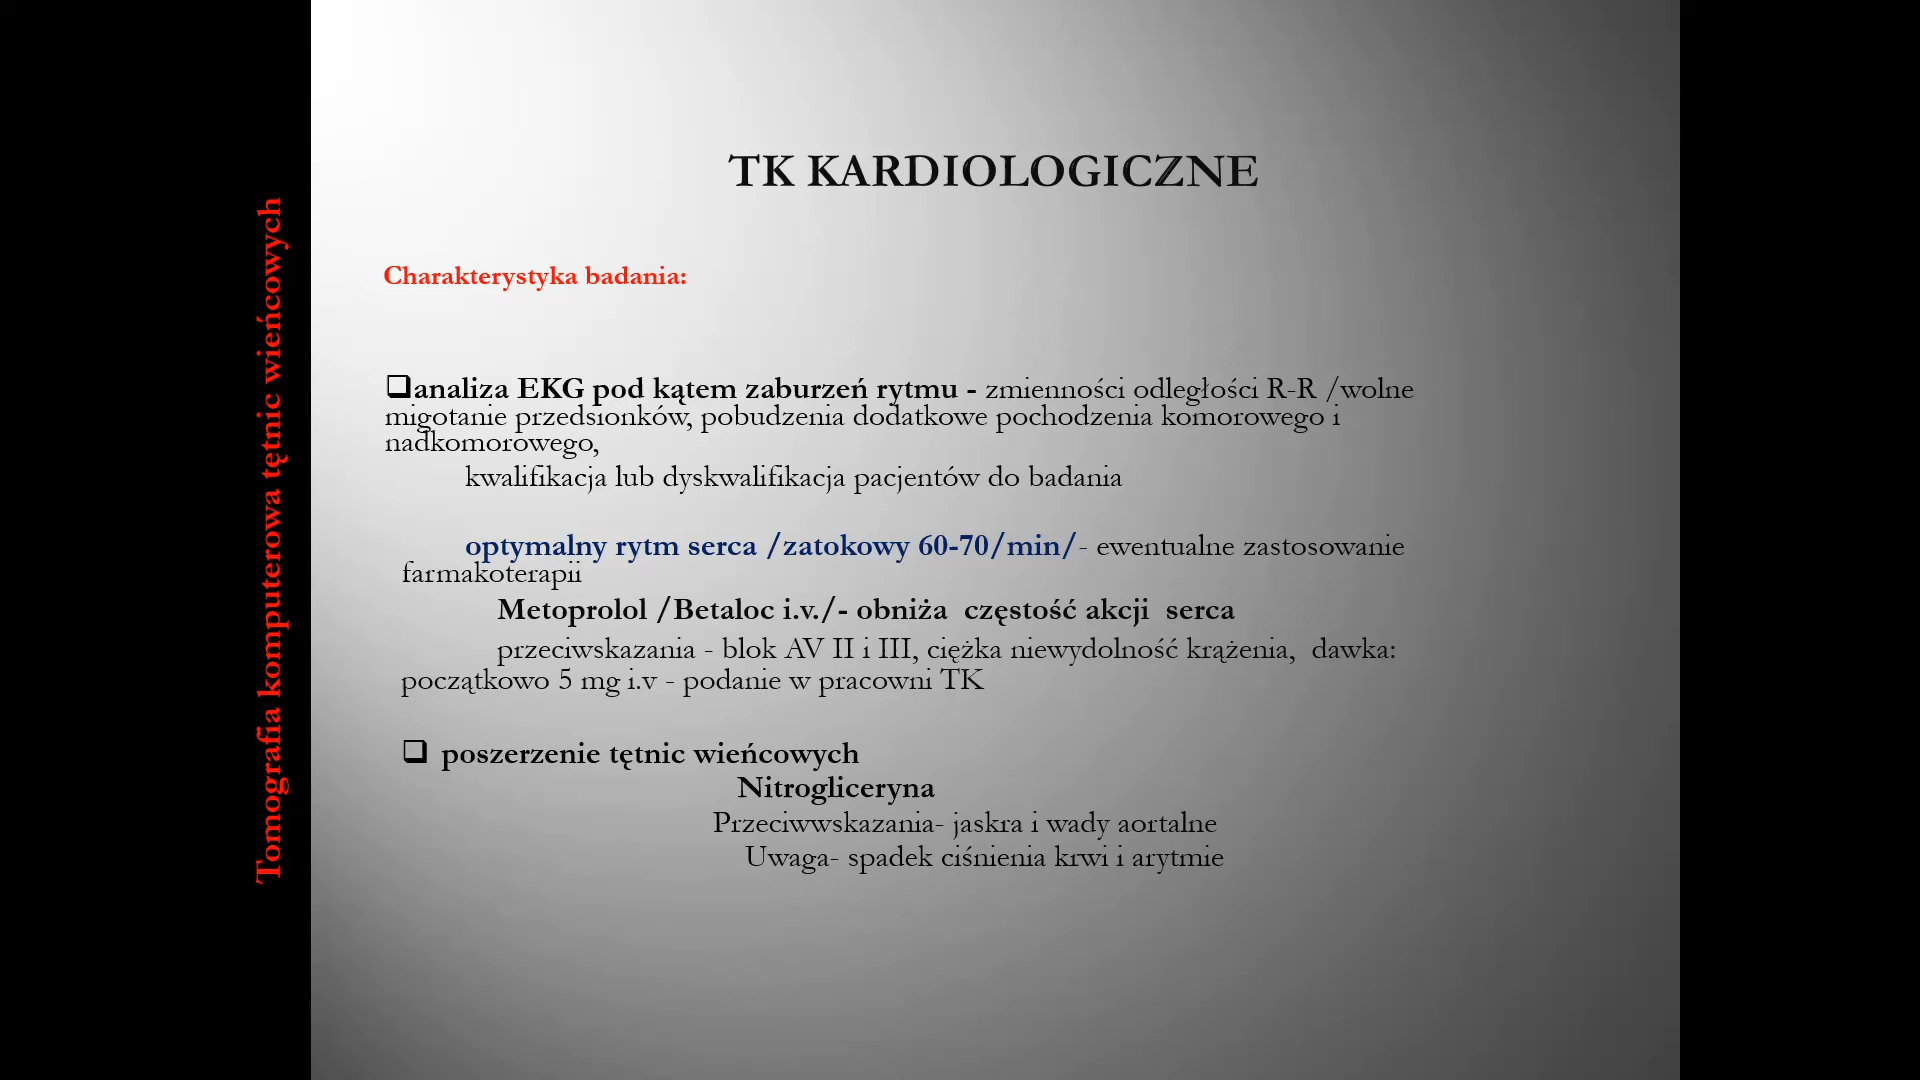 Tomografia komputerowa tętnic wieńcowych
TK KARDIOLOGICZNE
Charakterystyka badania:
❑analiza EKG pod kątem zaburzeń rytmu - zmienności odległości R-R /wolne
migotanie przedsionków, pobudzenia dodatkowe pochodzenia komorowego i
nadkomorowego,
kwalifikacja lub dyskwalifikacja pacjentów do badania
optymalny rytm serca /zatokowy 60-70/min/- ewentualne zastosowanie
farmakoterapii
Metoprolol /Betaloc i.v./- obniża częstość akcji serca
przeciwskazania - blok AV II i III, ciężka niewydolność krążenia, dawka:
początkowo 5 mg i.v - podanie w pracowni TK
❑ poszerzenie tętnic wieńcowych
Nitrogliceryna
Przeciwwskazania- jaskra i wady aortalne
Uwaga- spadek ciśnienia krwi i arytmie